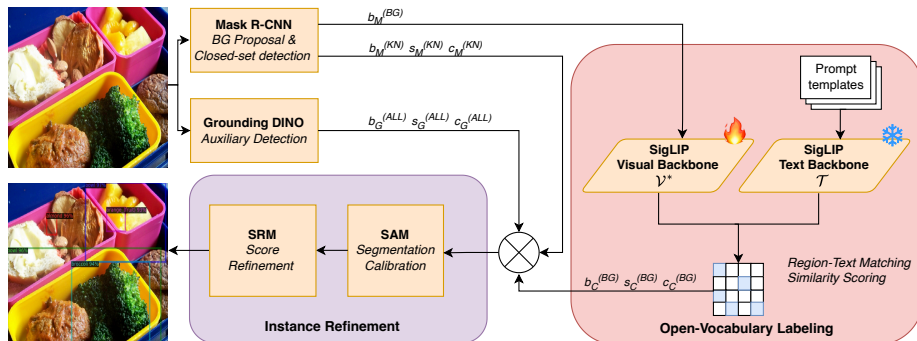 Mask R-CNN
BG Proposal &
Closed-set detection
b_M^(BG)
b_M^(KN) s_M^(KN) c_M^(KN)
Grounding DINO
Auxiliary Detection
b_G^(ALL) s_G^(ALL) c_G^(ALL)
Prompt
templates
SigLIP
Visual Backbone
𝒱*
SigLIP
Text Backbone
𝒯
SRM
Score
Refinement
SAM
Segmentation
Calibration
Instance Refinement
b_C^(BG) s_C^(BG) c_C^(BG)
Region-Text Matching
Similarity Scoring
Open-Vocabulary Labeling